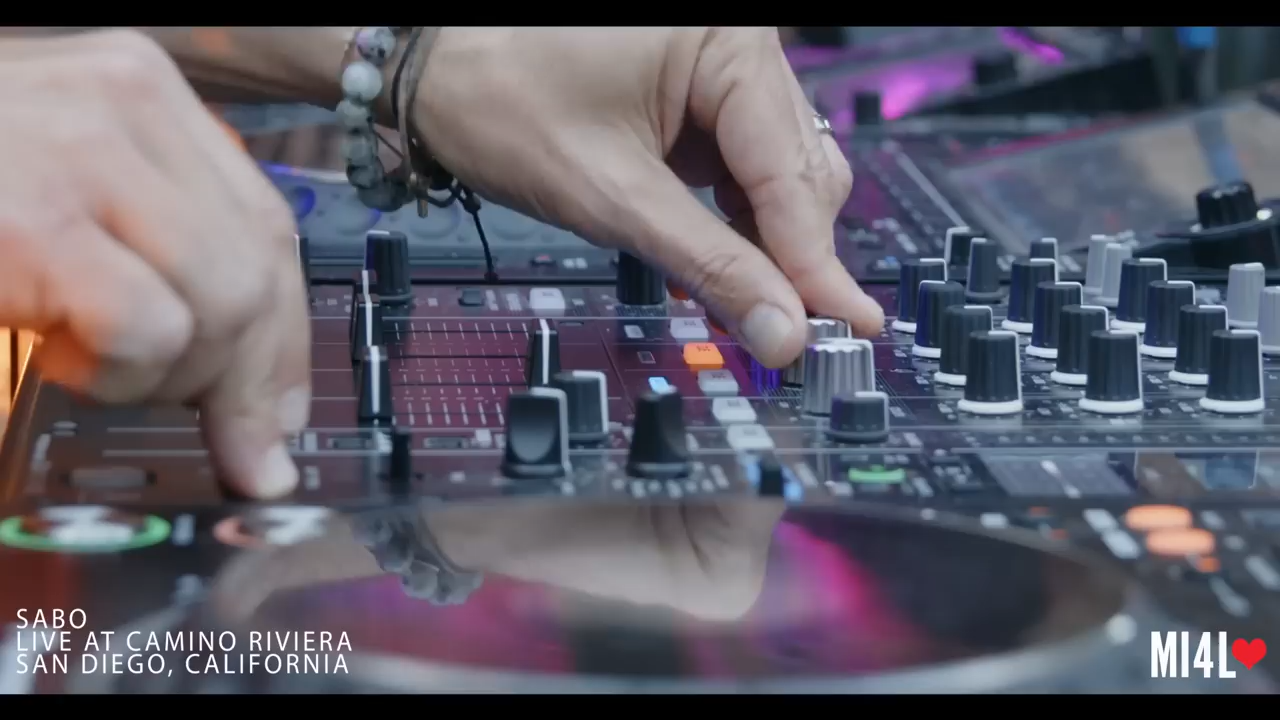 SABO
LIVE AT CAMINO RIVIERA
SAN DIEGO, CALIFORNIA
MI4L